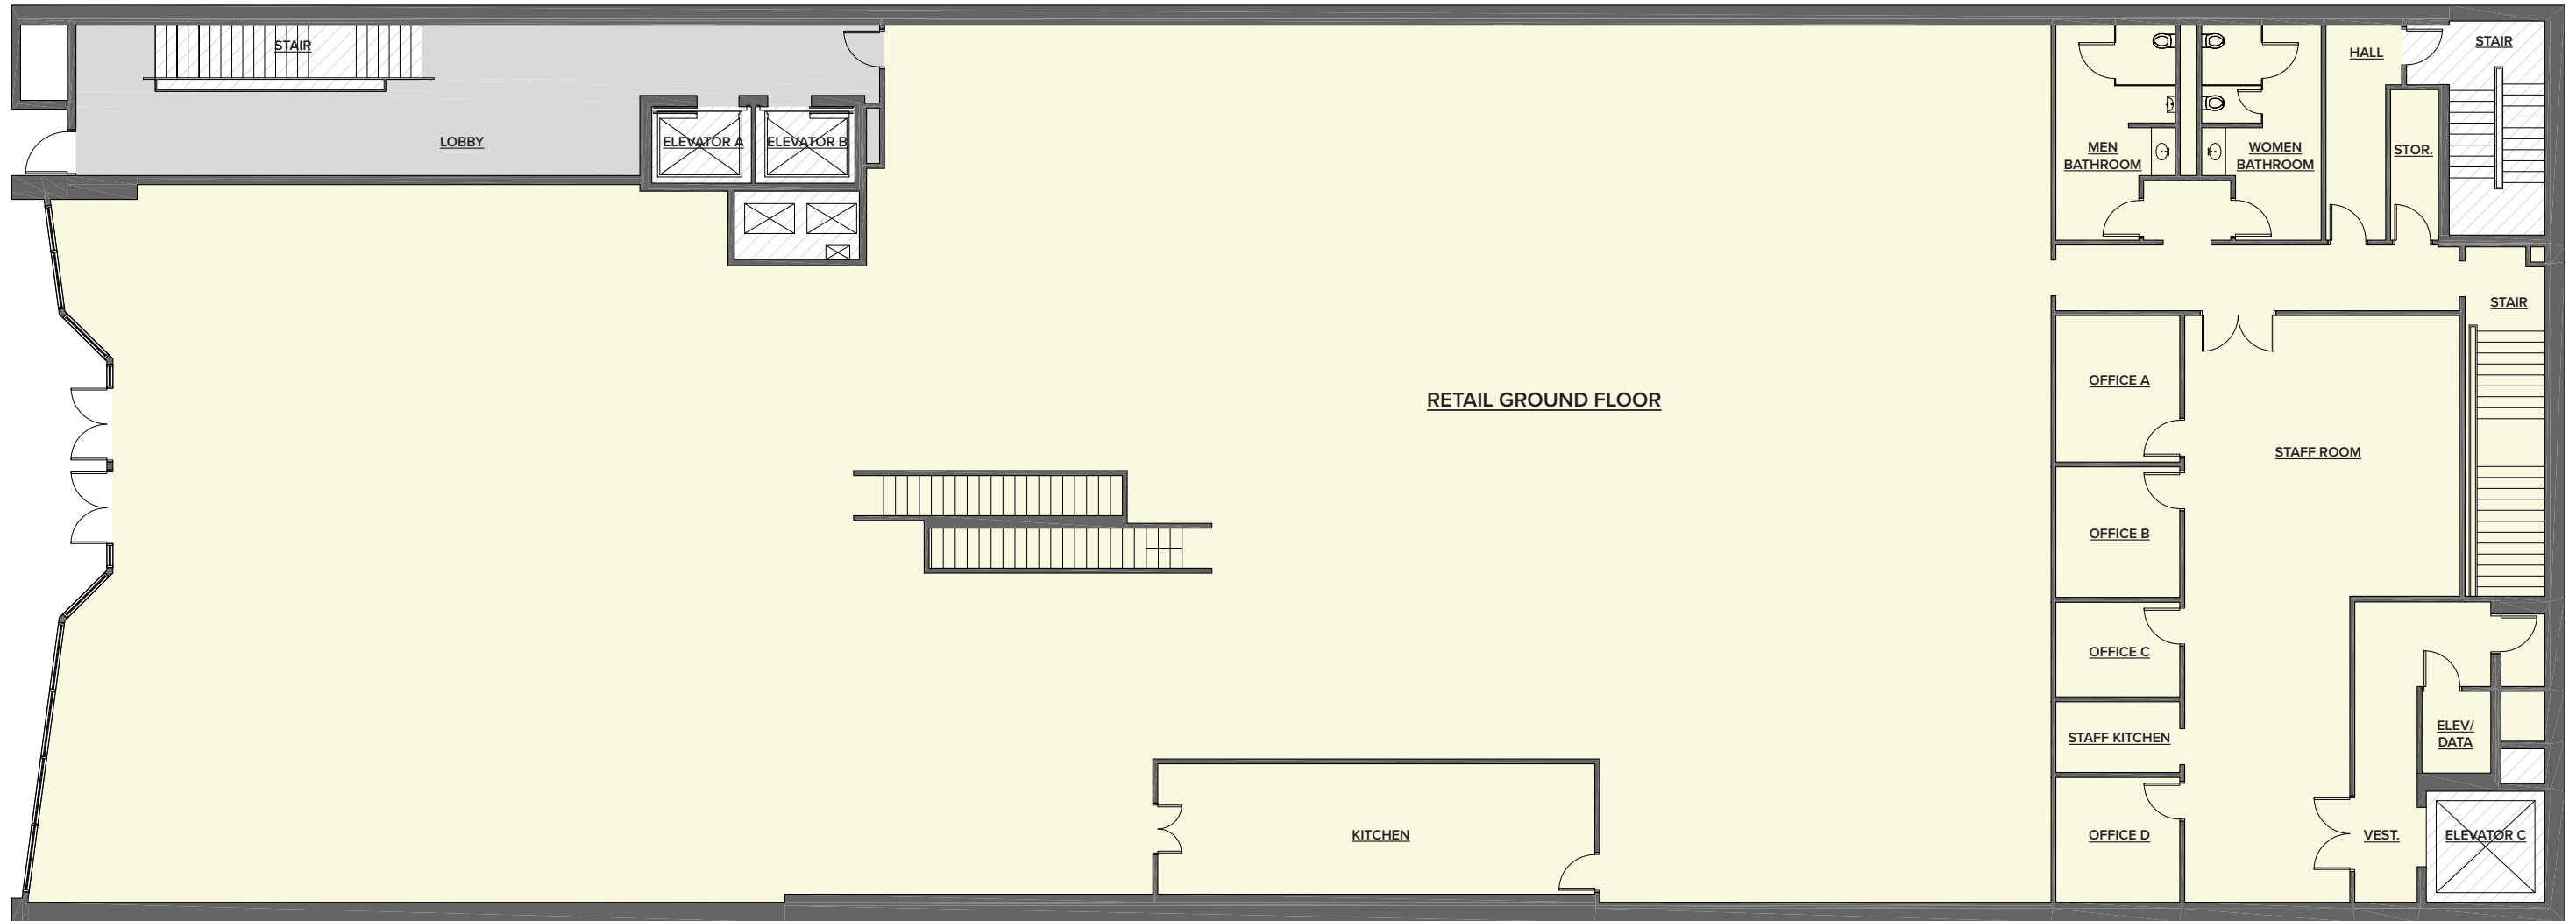 STAIR
HALL
STAIR
LOBBY
ELEVATOR A
ELEVATOR B
MEN
BATHROOM
WOMEN
BATHROOM
STOR.
STAIR
OFFICE A
RETAIL GROUND FLOOR
STAFF ROOM
OFFICE B
OFFICE C
STAFF KITCHEN
ELEV/
DATA
KITCHEN
OFFICE D
VEST.
ELEVATOR C